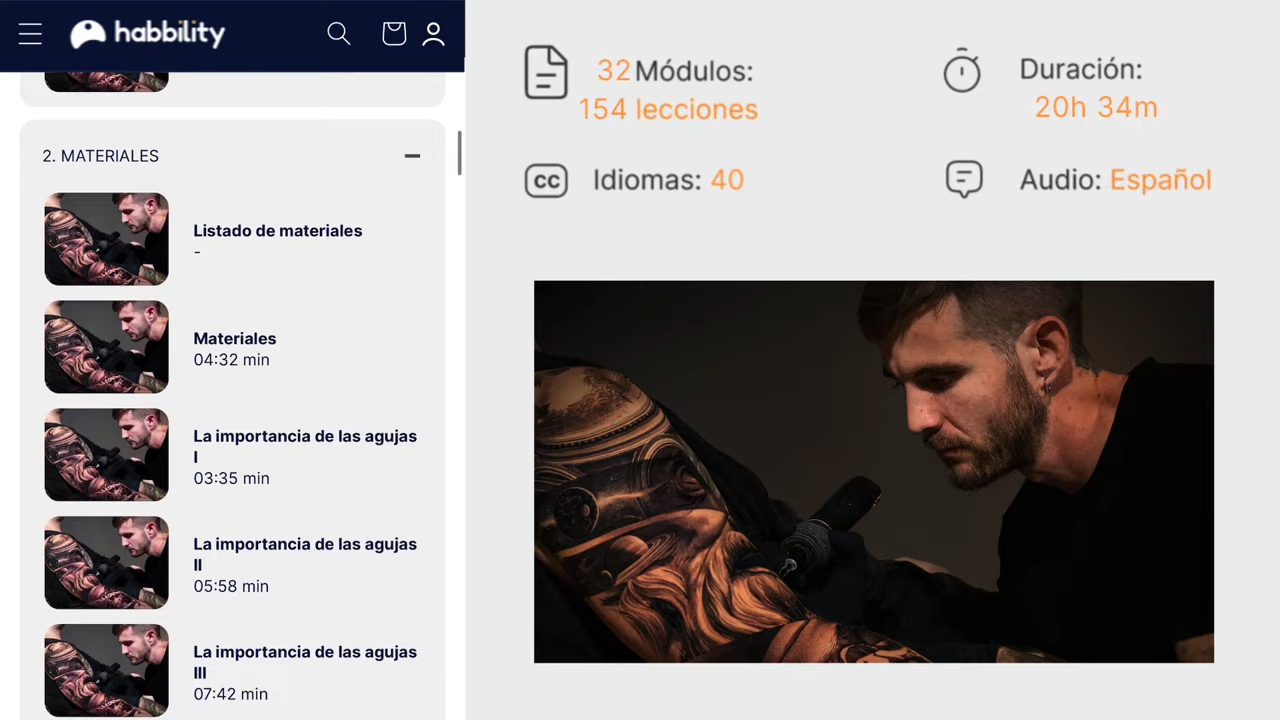 habbility
2. MATERIALES
Listado de materiales
-
Materiales
04:32 min
La importancia de las agujas
I
03:35 min
La importancia de las agujas
II
05:58 min
La importancia de las agujas
III
07:42 min
32 Módulos:
154 lecciones
Duración:
20h 34m
CC
Idiomas: 40
Audio: Español